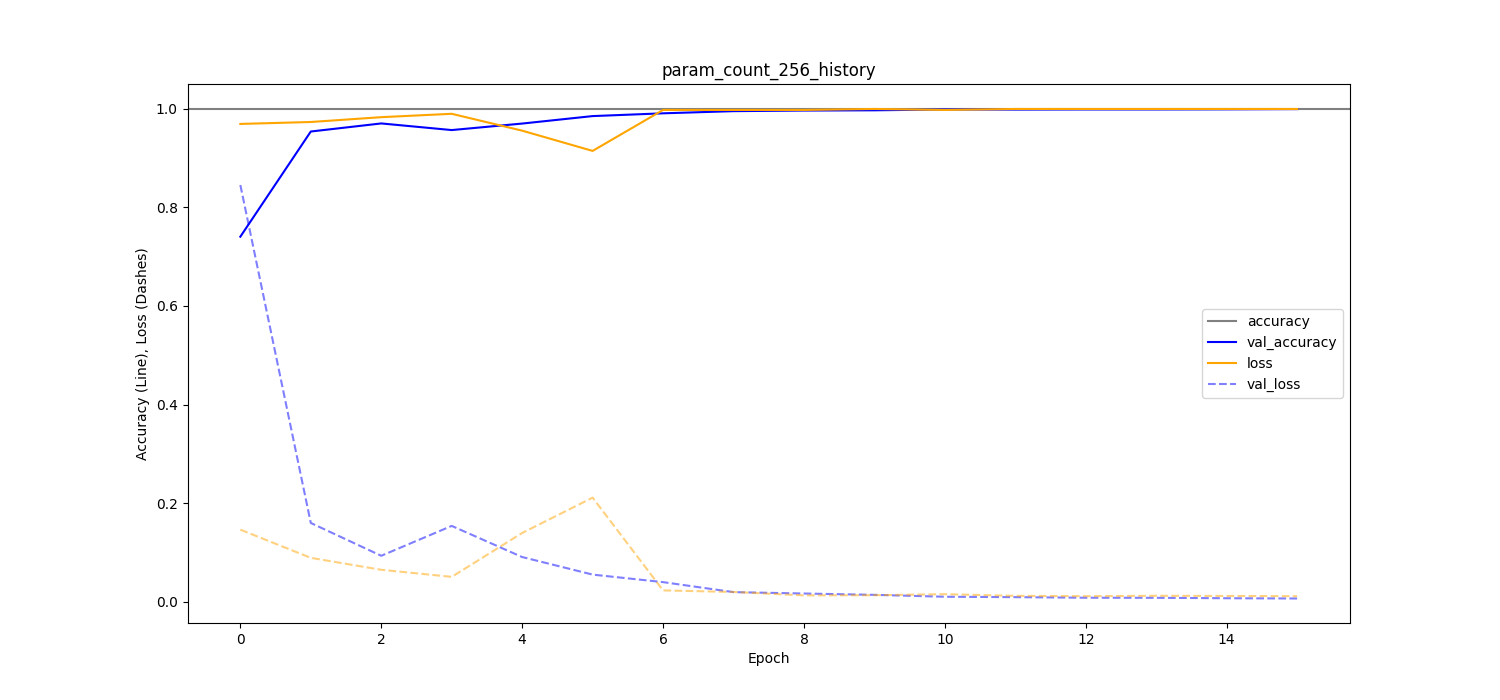 param_count_256_history
Accuracy (Line), Loss (Dashes)
1.0
0.8
0.6
0.4
0.2
0.0
accuracy
val_accuracy
loss
val_loss
0 2 4 6 8 10 12 14
Epoch